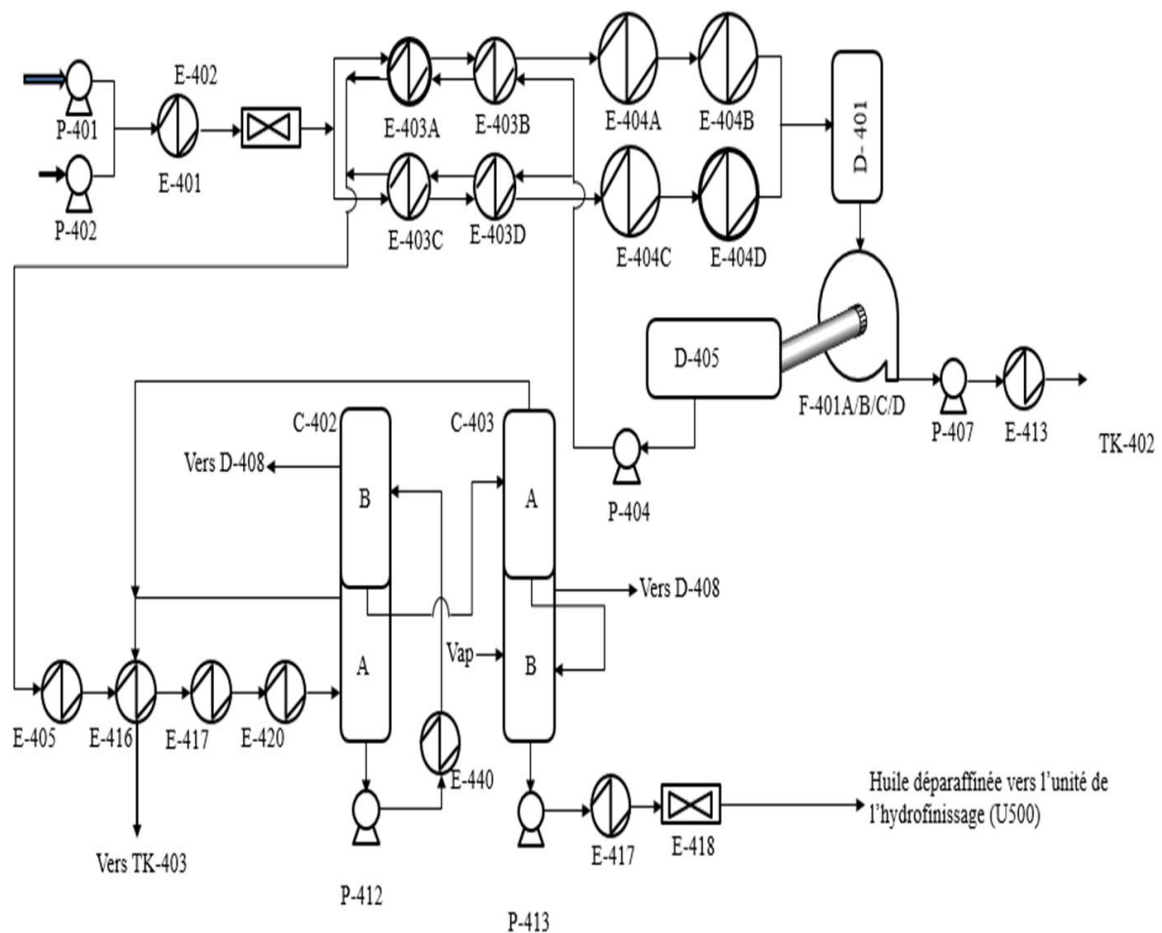 E-402
P-401
E-401
P-402
E-403A
E-403B
E-404A
E-404B
D-401
E-403C
E-403D
E-404C
E-404D
D-405
F-401A/B/C/D
P-407
E-413
TK-402
P-404
C-402
C-403
Vers D-408
B
A
Vers D-408
Vap
A
B
E-405
E-416
E-417
E-420
E-440
Vers TK-403
P-412
P-413
E-417
E-418
Huile déparaffinée vers l’unité de
l’hydrofinissage (U500)